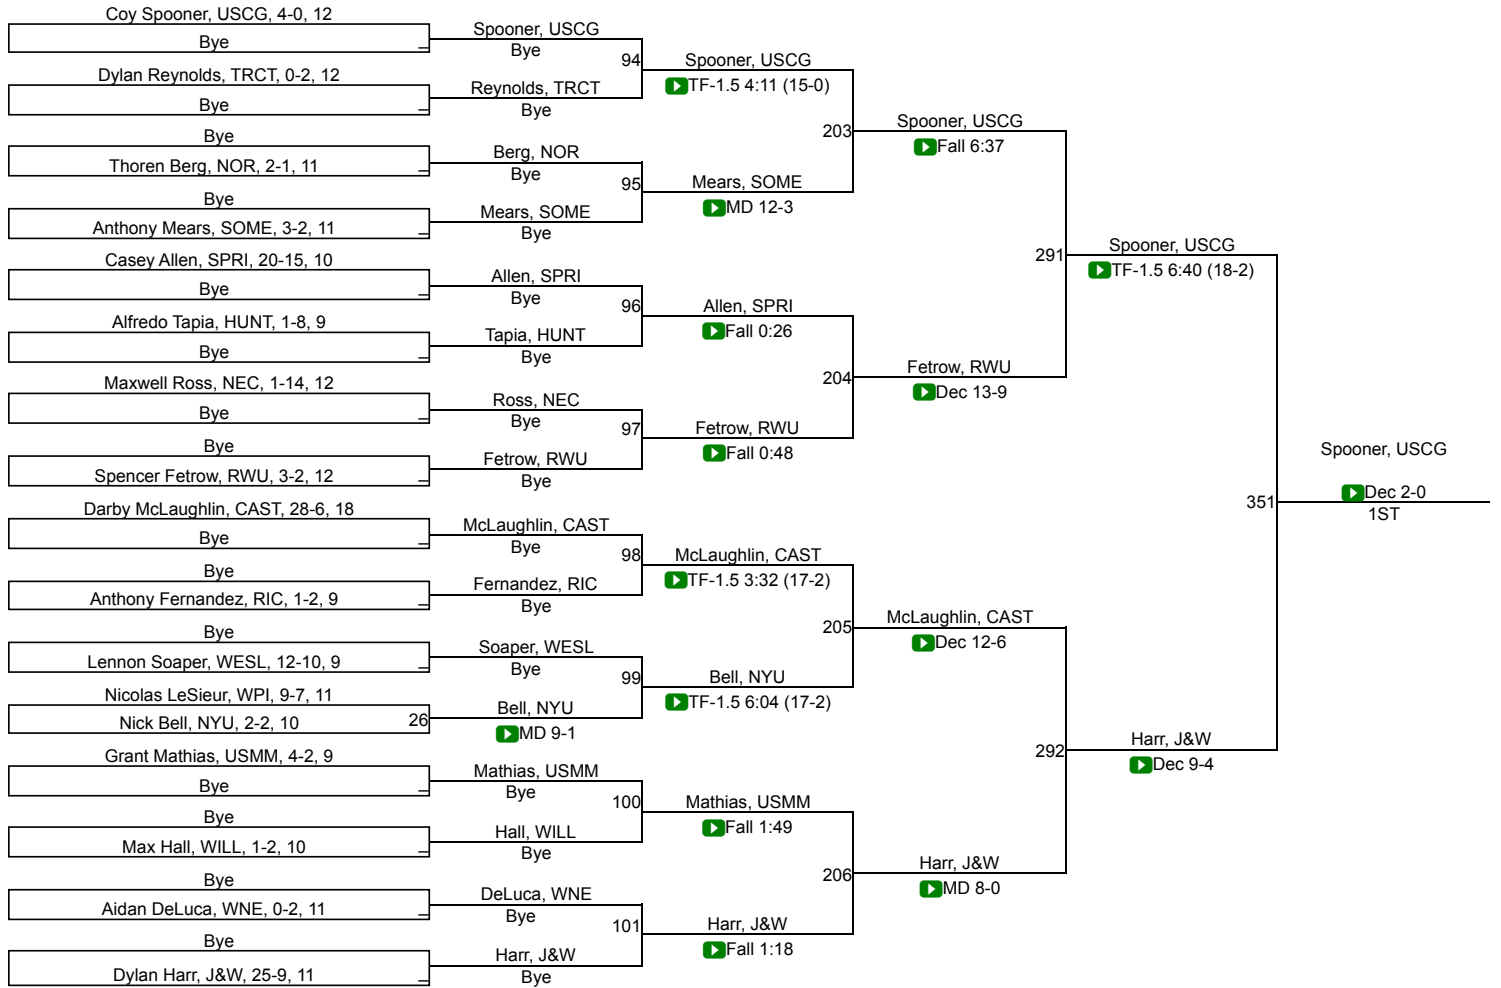 Coy Spooner, USCG, 4-0, 12
Bye
Dylan Reynolds, TRCT, 0-2, 12
Bye
Bye
Thoren Berg, NOR, 2-1, 11
Bye
Anthony Mears, SOME, 3-2, 11
Casey Allen, SPRI, 20-15, 10
Bye
Alfredo Tapia, HUNT, 1-8, 9
Bye
Maxwell Ross, NEC, 1-14, 12
Bye
Bye
Spencer Fetrow, RWU, 3-2, 12
Darby McLaughlin, CAST, 28-6, 18
Bye
Bye
Anthony Fernandez, RIC, 1-2, 9
Bye
Lennon Soaper, WESL, 12-10, 9
Nicolas LeSieur, WPI, 9-7, 11
Nick Bell, NYU, 2-2, 10
26
Grant Mathias, USMM, 4-2, 9
Bye
Bye
Max Hall, WILL, 1-2, 10
Bye
Aidan DeLuca, WNE, 0-2, 11
Bye
Dylan Harr, J&W, 25-9, 11
Spooner, USCG
Bye
94
Reynolds, TRCT
Bye
Berg, NOR
Bye
95
Mears, SOME
Bye
Allen, SPRI
Bye
96
Tapia, HUNT
Bye
Ross, NEC
Bye
97
Fetrow, RWU
Bye
McLaughlin, CAST
Bye
98
Fernandez, RIC
Bye
Soaper, WESL
Bye
99
Bell, NYU
MD 9-1
Mathias, USMM
Bye
100
Hall, WILL
Bye
DeLuca, WNE
Bye
101
Harr, J&W
Bye
Spooner, USCG
TF-1.5 4:11 (15-0)
203
Mears, SOME
MD 12-3
Allen, SPRI
Fall 0:26
204
Fetrow, RWU
Fall 0:48
McLaughlin, CAST
TF-1.5 3:32 (17-2)
205
Bell, NYU
TF-1.5 6:04 (17-2)
Mathias, USMM
Fall 1:49
206
Harr, J&W
Fall 1:18
Spooner, USCG
Fall 6:37
291
Fetrow, RWU
Dec 13-9
McLaughlin, CAST
Dec 12-6
292
Harr, J&W
MD 8-0
Spooner, USCG
TF-1.5 6:40 (18-2)
351
Harr, J&W
Dec 9-4
Spooner, USCG
Dec 2-0
1ST